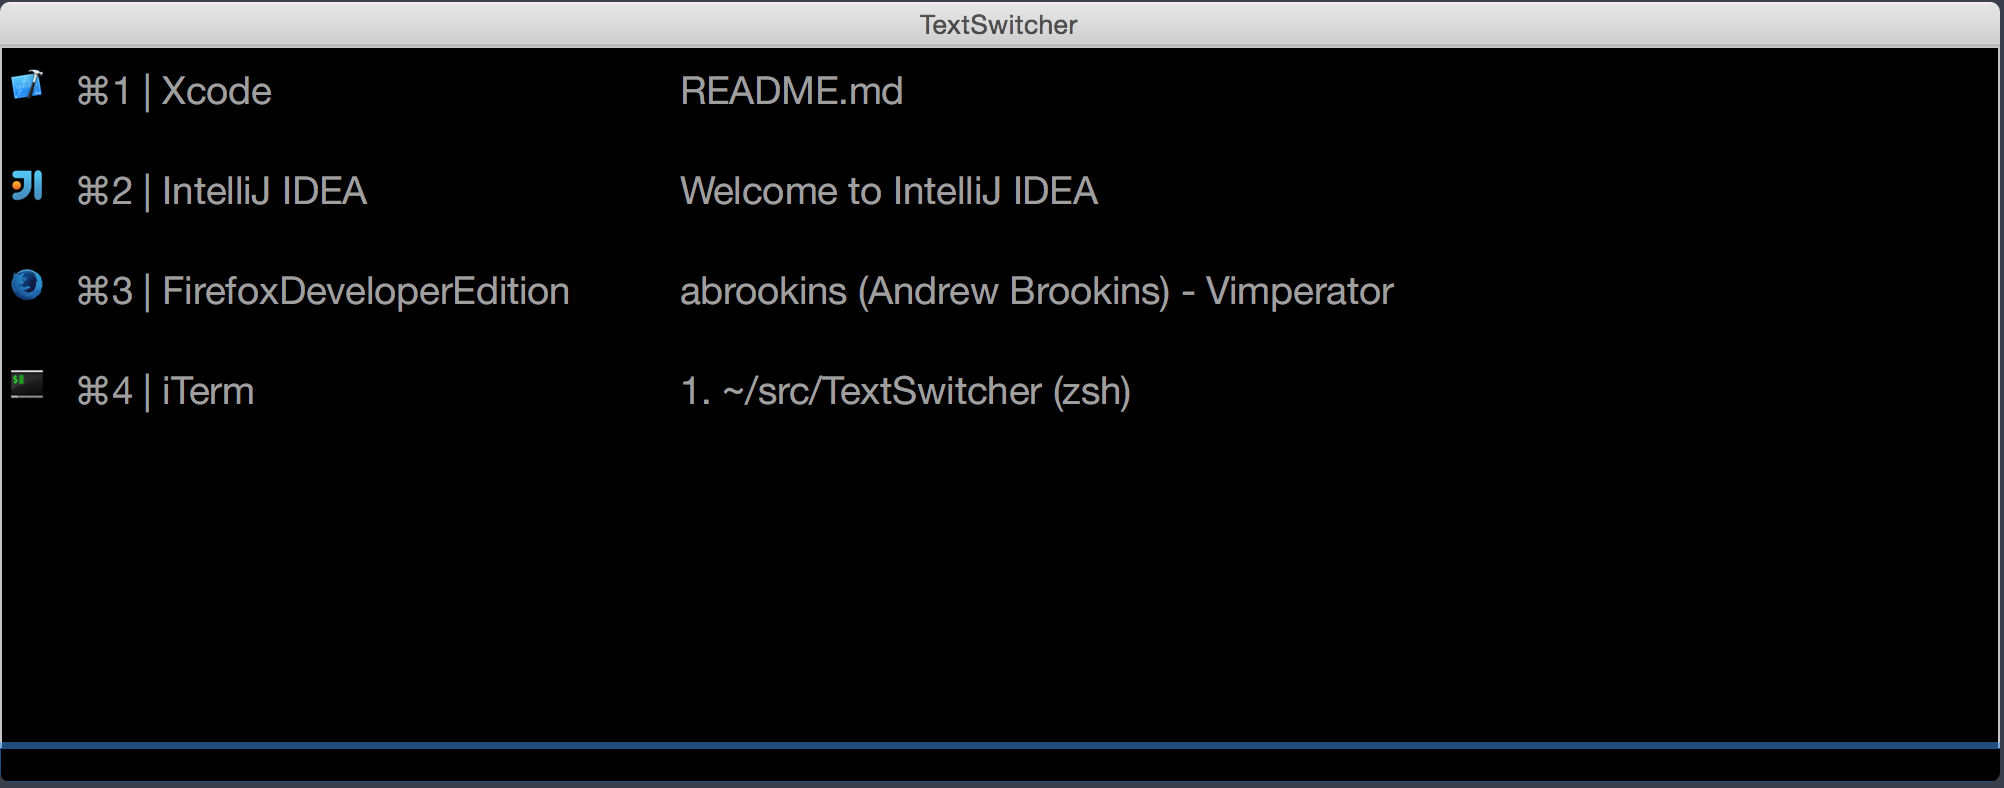 TextSwitcher
⌘1 | Xcode README.md
⌘2 | IntelliJ IDEA Welcome to IntelliJ IDEA
⌘3 | FirefoxDeveloperEdition abrookins (Andrew Brookins) - Vimperator
⌘4 | iTerm 1. ~/src/TextSwitcher (zsh)